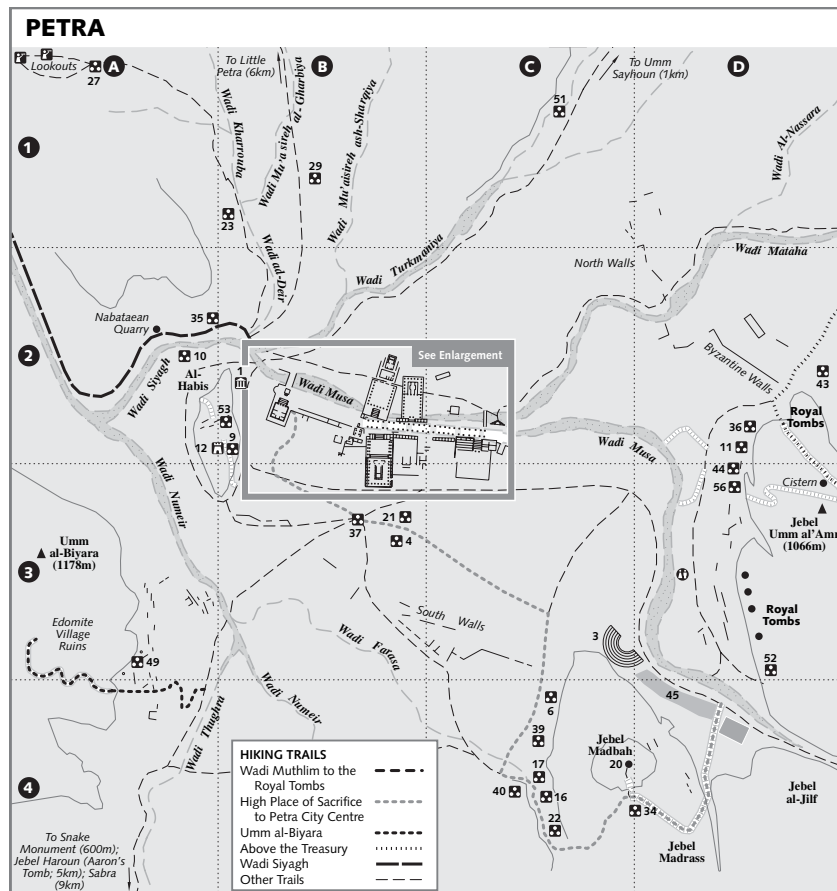 PETRA
A
B
C
D
1
2
3
4
Lookouts
27
To Little
Petra (6km)
Wadi Kharrouba
Wadi Mu'a sireh al-Gharbiya
Wadi Mu'aisireh ash-Sharqiya
29
23
Wadi ad-Deir
51
To Umm
Sayhoun (1km)
Wadi Al-Nassara
Wadi Turkmaniya
Wadi Mataha
North Walls
Nabataean
Quarry
35
10
Wadi Siyagh
Al-
Habis
1
53
12
9
See Enlargement
Wadi Musa
Byzantine Walls
43
Royal
Tombs
36
11
44
56
Cistern
Wadi Musa
Jebel
Umm al'Amr
(1066m)
Wadi Numeir
Umm
al-Biyara
(1178m)
37
21
4
Edomite
Village
Ruins
49
South Walls
Wadi Farasa
3
Royal
Tombs
52
45
Wadi Thughra
Wadi Numeir
6
39
17
40
16
22
Jebel
Madbah
20
34
Jebel
al-Jilf
Jebel
Madrass
To Snake
Monument (600m);
Jebel Haroun (Aaron's
Tomb; 5km); Sabra
(9km)
HIKING TRAILS
Wadi Muthlim to the
Royal Tombs
High Place of Sacrifice
to Petra City Centre
Umm al-Biyara
Above the Treasury
Wadi Siyagh
Other Trails